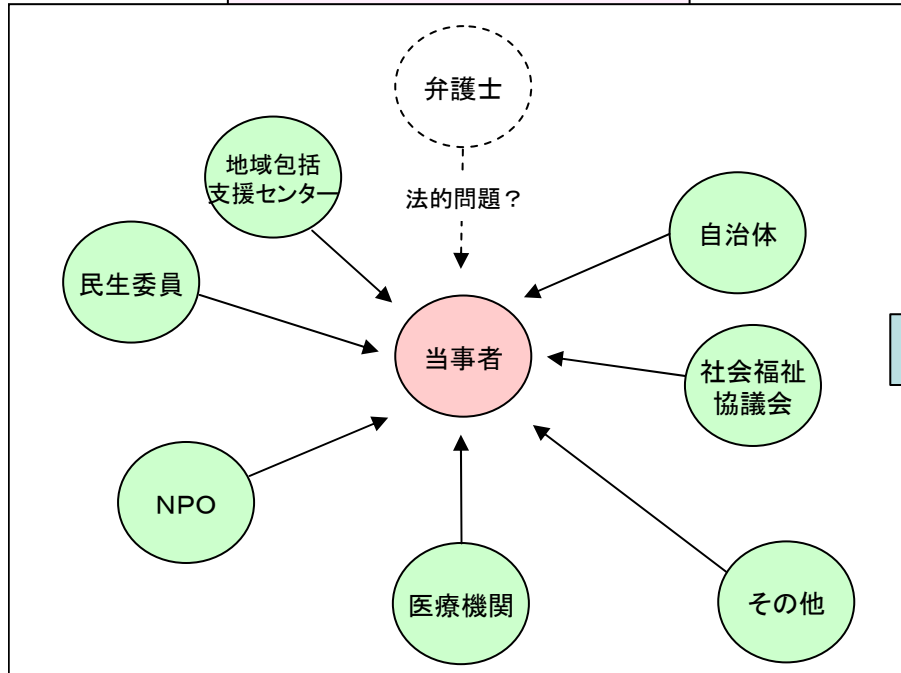 弁護士
地域包括
支援センター
法的問題?
自治体
民生委員
当事者
社会福祉
協議会
NPO
医療機関
その他